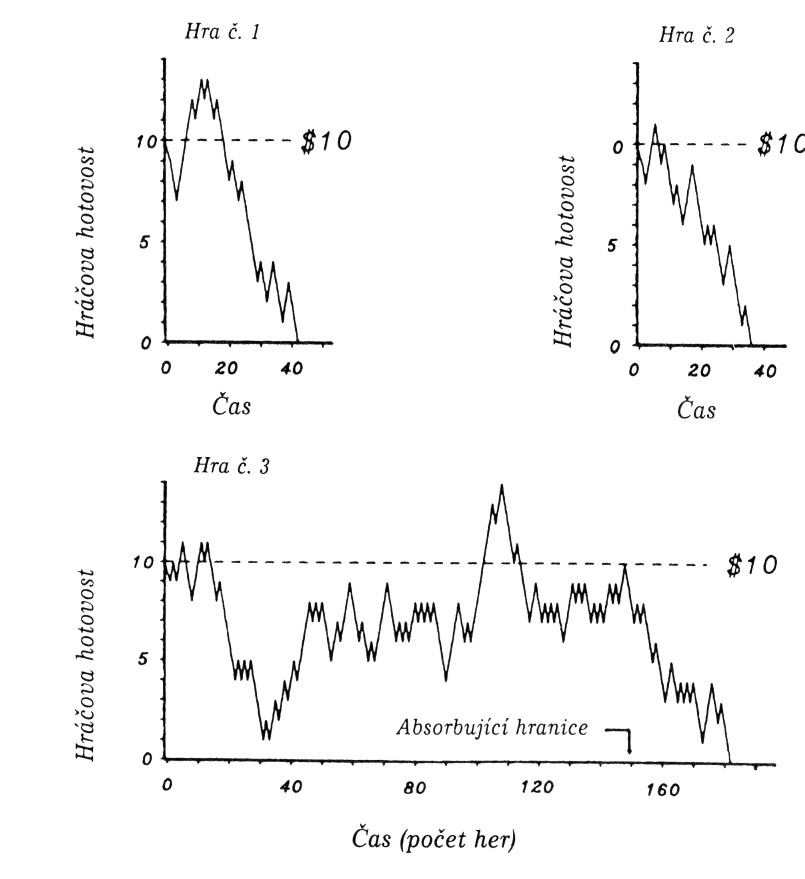 Hra č. 1
Hráčova hotovost
10
5
0
$10
0 20 40
Čas
Hra č. 2
Hráčova hotovost
0
5
0
$10
0 20 40
Čas
Hra č. 3
Hráčova hotovost
10
5
0
$10
Absorbující hranice
0 40 80 120 160
Čas (počet her)